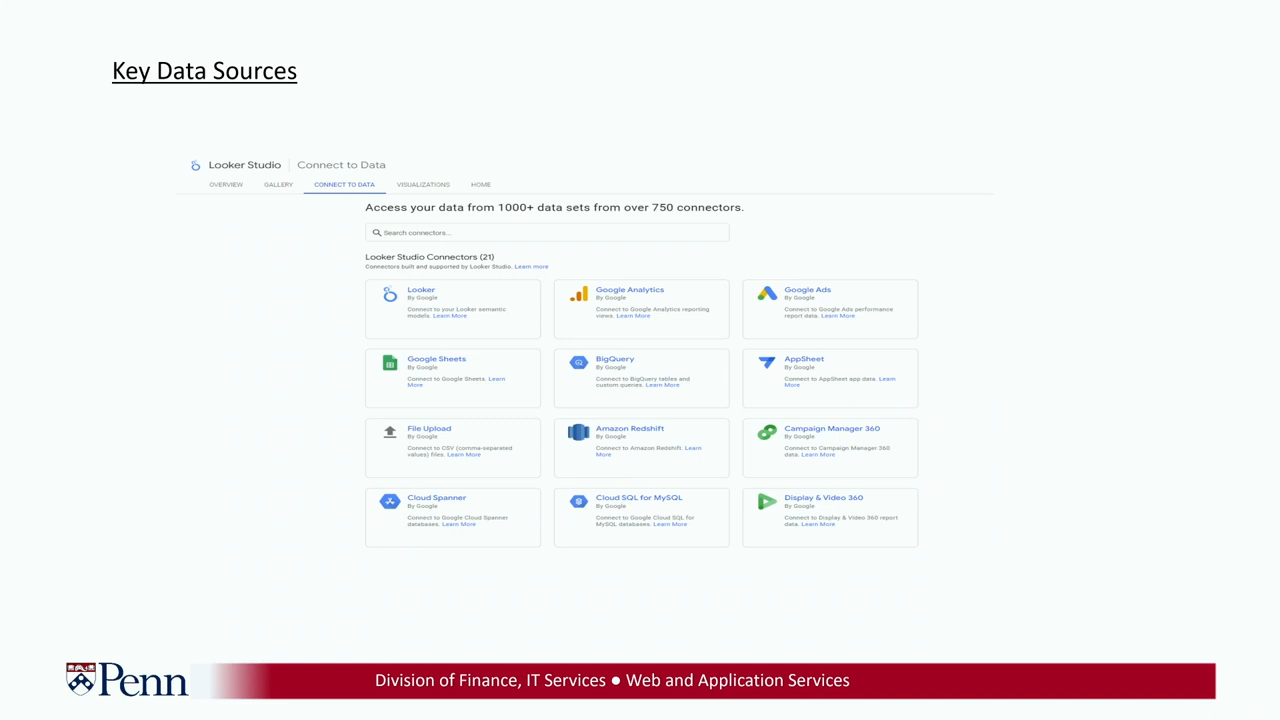 Key Data Sources
Looker Studio Connect to Data
OVERVIEW GALLERY CONNECT TO DATA VISUALIZATIONS HOME
Access your data from 1000+ data sets from over 750 connectors.
Search connectors...
Looker Studio Connectors (21)
Connectors built and supported by Looker Studio. Learn more
Looker
By Google
Connect to your Looker semantic
models. Learn More
Google Analytics
By Google
Connect to Google Analytics reporting
views. Learn More
Google Ads
By Google
Connect to Google Ads performance
report data. Learn More
Google Sheets
By Google
Connect to Google Sheets. Learn
More
BigQuery
By Google
Connect to BigQuery tables and
custom queries. Learn More
AppSheet
By Google
Connect to AppSheet app data. Learn
More
File Upload
By Google
Connect to CSV (comma-separated
values) files. Learn More
Amazon Redshift
By Google
Connect to Amazon Redshift. Learn
More
Campaign Manager 360
By Google
Connect to Campaign Manager 360
data. Learn More
Cloud Spanner
By Google
Connect to Google Cloud Spanner
databases. Learn More
Cloud SQL for MySQL
By Google
Connect to Google Cloud SQL for
MySQL databases. Learn More
Display & Video 360
By Google
Connect to Display & Video 360 report
data. Learn More
Penn
Division of Finance, IT Services ● Web and Application Services